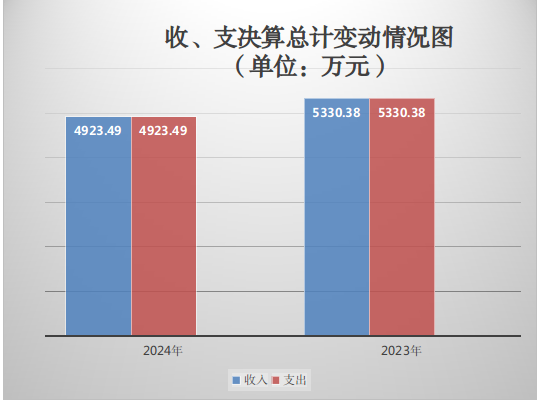 收、支决算总计变动情况图
（单位：万元）
4923.49 4923.49 5330.38 5330.38
2024年 2023年
收入 支出